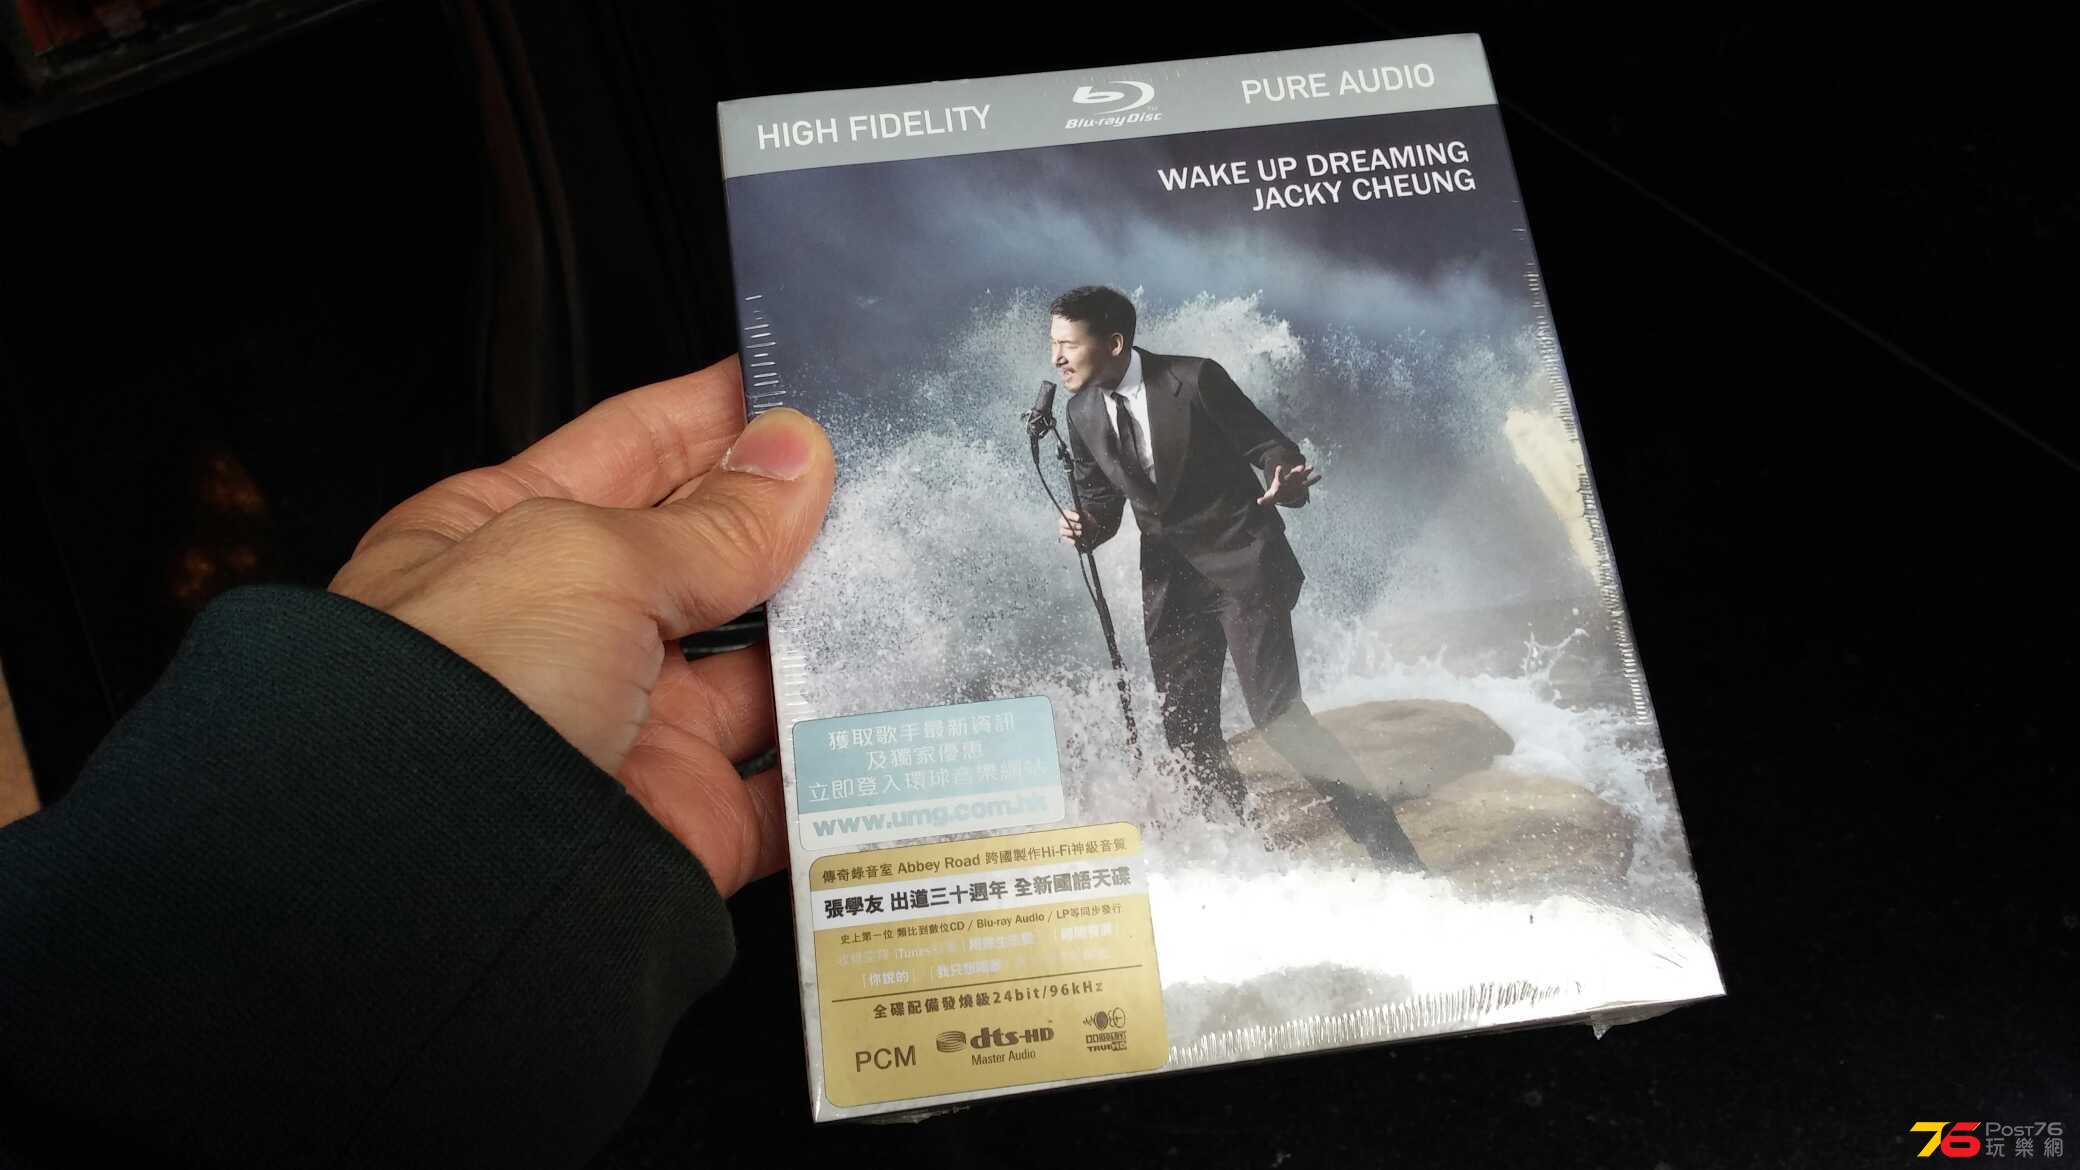 HIGH FIDELITY
Blu-ray Disc
PURE AUDIO
WAKE UP DREAMING
JACKY CHEUNG
獲取歌手最新資訊
及獨家優惠
立即登入環球音樂網站
www.umg.com.hk
傳奇錄音室 Abbey Road 跨國製作Hi-Fi神級音質
張學友 出道三十週年 全新國語天碟
史上第一位 類比到數位CD / Blu-ray Audio / LP等同步發行
iTunes
「你說的」
全碟配備發燒級24bit/96kHz
PCM
dts-HD
Master Audio
TRUEHD
76 Post76
玩樂網